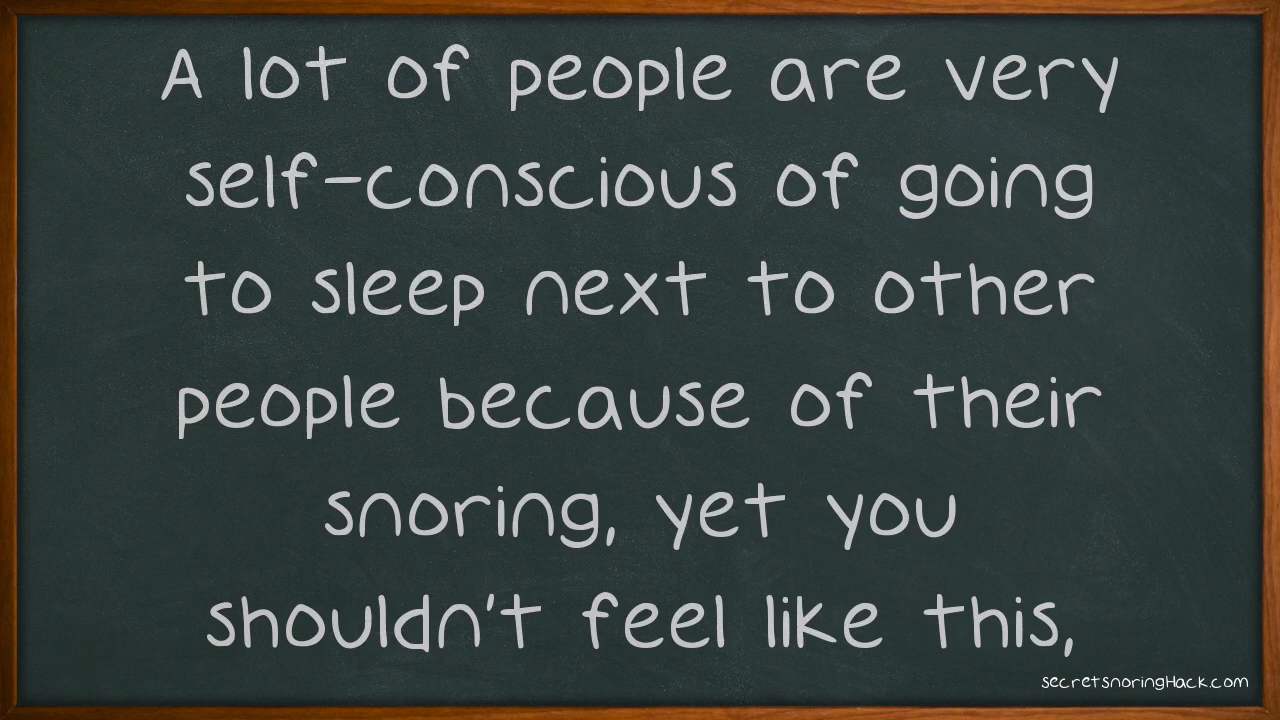 A lot of people are very
self-conscious of going
to sleep next to other
people because of their
snoring, yet you
shouldn't feel like this,
secretsnoringHack.com